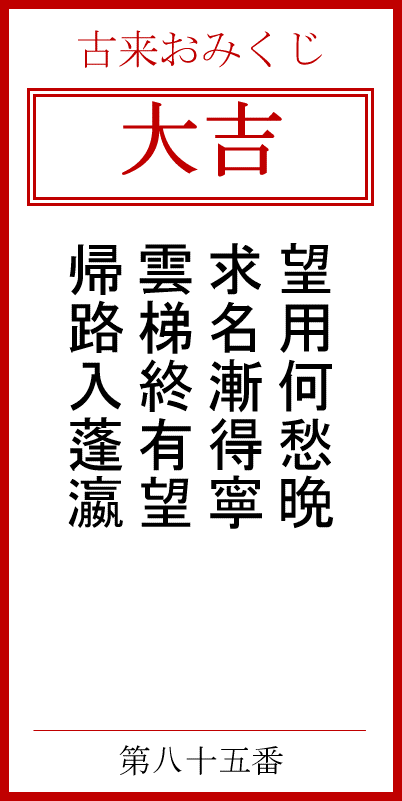 古来おみくじ
大吉
望用何愁晩
求名漸得寧
雲梯終有望
帰路入蓬瀛
第八十五番